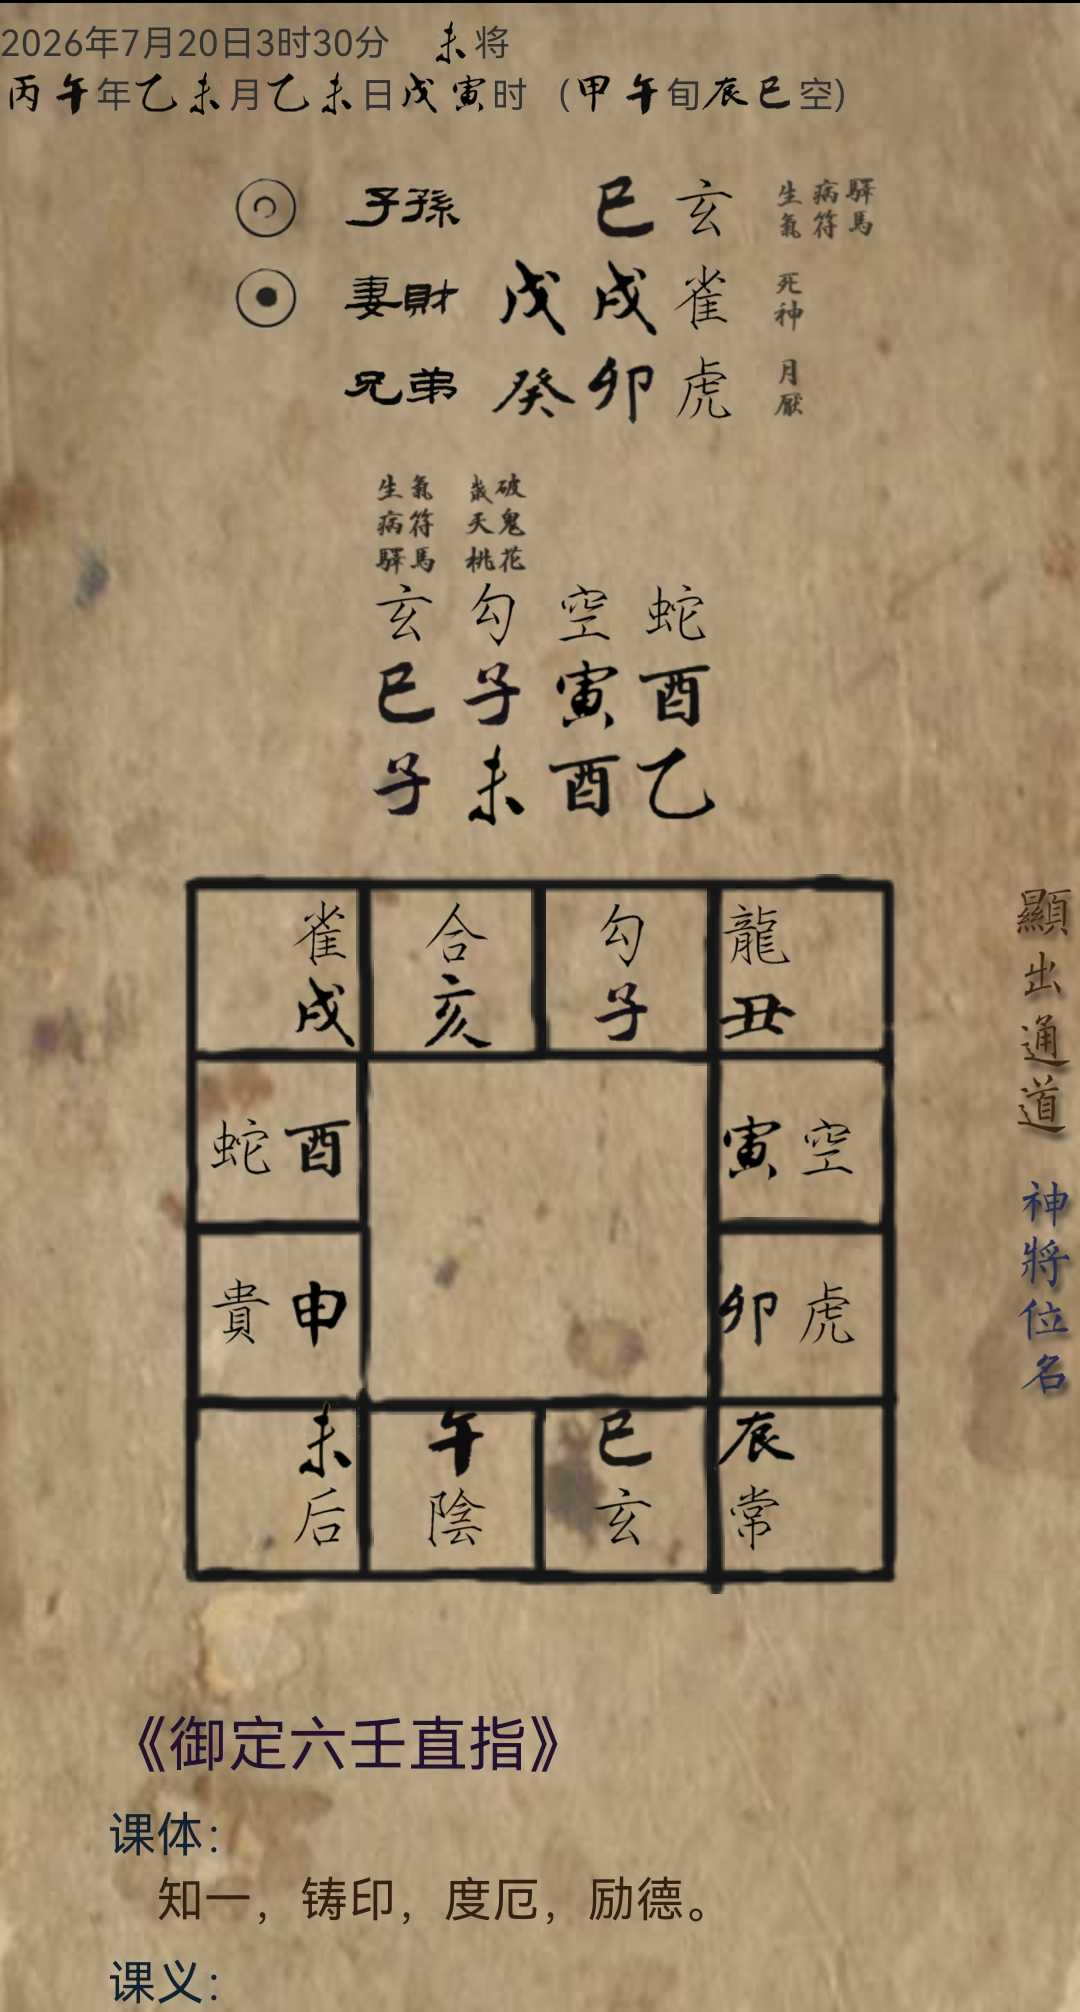 2026年7月20日3时30分 未将
丙午年乙未月乙未日戊寅时 (甲午旬辰巳空)
子孫 巳玄 生氣 病符 驛馬
妻財 戊戌雀 死神
兄弟 癸卯虎 月厭
生氣 歲破
病符 天鬼
驛馬 桃花
玄勾空蛇
巳子寅酉
子未酉乙
雀 合 勾 龍
戌 亥 子 丑
蛇酉 寅空
貴申 卯虎
未 午 巳 辰
后 陰 玄 常
顯出通道
神將位名
《御定六壬直指》
课体：
知一，铸印，度厄，励德。
课义：